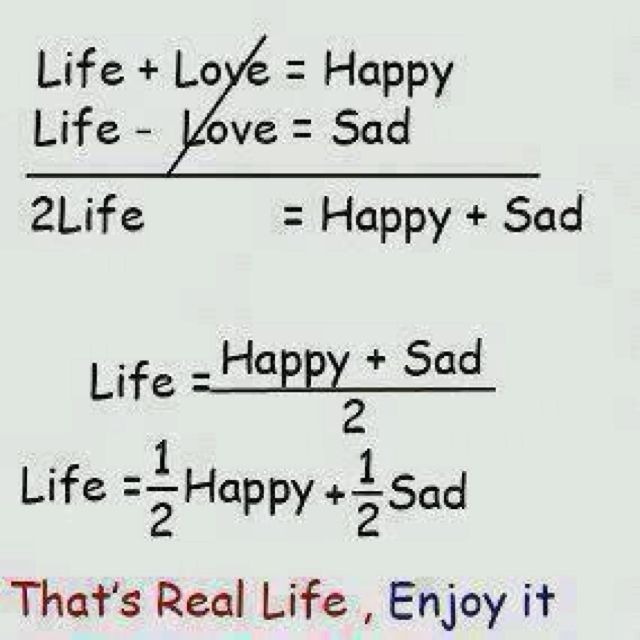 Life + Love = Happy
Life - Love = Sad
2Life = Happy + Sad
Life = Happy + Sad
2
Life = 1/2 Happy + 1/2 Sad
That's Real Life , Enjoy it